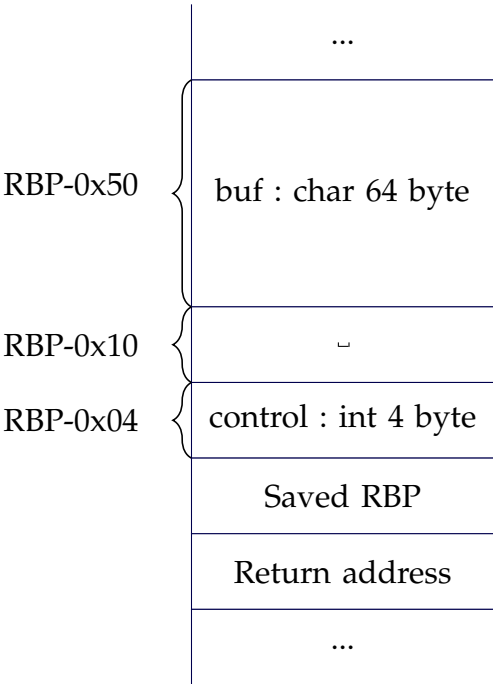 ...
RBP-0x50
buf : char 64 byte
RBP-0x10
␣
RBP-0x04
control : int 4 byte
Saved RBP
Return address
...